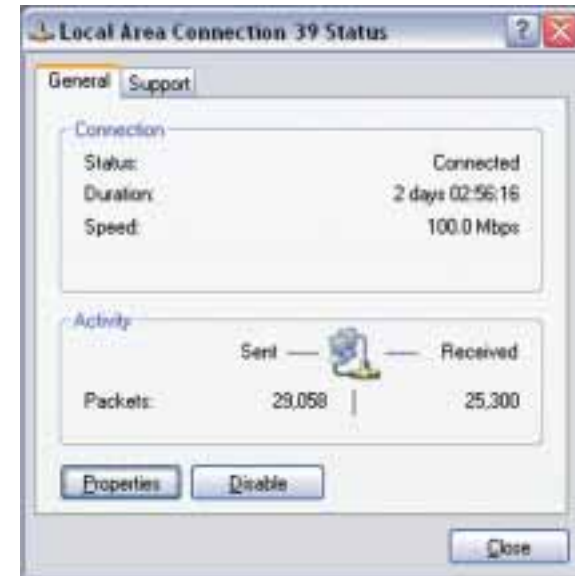 Local Area Connection 39 Status
General Support
Connection
Status: Connected
Duration: 2 days 02:56:16
Speed: 100.0 Mbps
Activity
Sent — — Received
Packets: 29,058 | 25,300
Properties Disable
Close